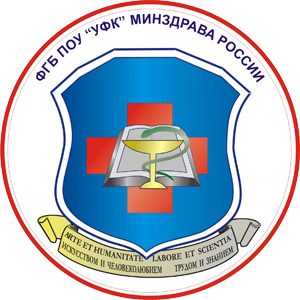 ФГБ ПОУ “УФК” МИНЗДРАВА РОССИИ
ARTE ET HUMANITATE LABORE ET SCIENTIA
ИСКУССТВОМ И ЧЕЛОВЕКОЛЮБИЕМ ТРУДОМ И ЗНАНИЕМ